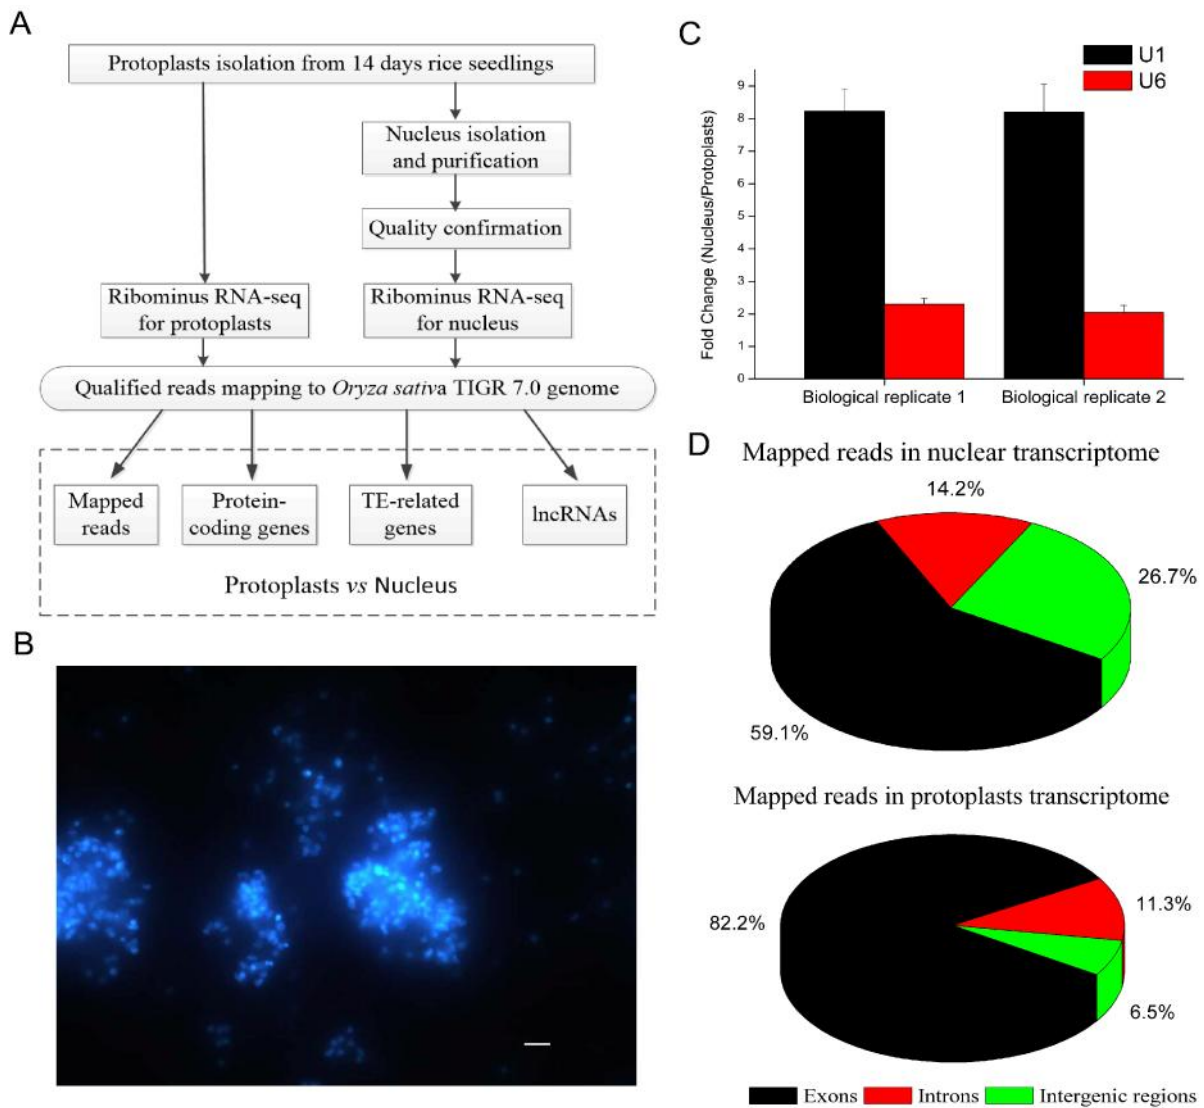 A
Protoplasts isolation from 14 days rice seedlings
Nucleus isolation
and purification
Quality confirmation
Ribominus RNA-seq
for protoplasts
Ribominus RNA-seq
for nucleus
Qualified reads mapping to Oryza sativa TIGR 7.0 genome
Mapped
reads
Protein-
coding genes
TE-related
genes
lncRNAs
Protoplasts vs Nucleus
B
C
U1
U6
Fold Change (Nucleus/Protoplasts)
9
8
7
6
5
4
3
2
1
0
Biological replicate 1
Biological replicate 2
D
Mapped reads in nuclear transcriptome
14.2%
26.7%
59.1%
Mapped reads in protoplasts transcriptome
82.2%
11.3%
6.5%
Exons
Introns
Intergenic regions